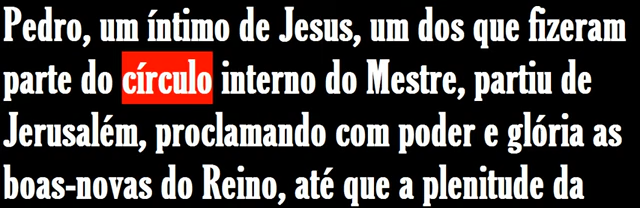 Pedro, um íntimo de Jesus, um dos que fizeram
parte do círculo interno do Mestre, partiu de
Jerusalém, proclamando com poder e glória as
boas-novas do Reino, até que a plenitude da